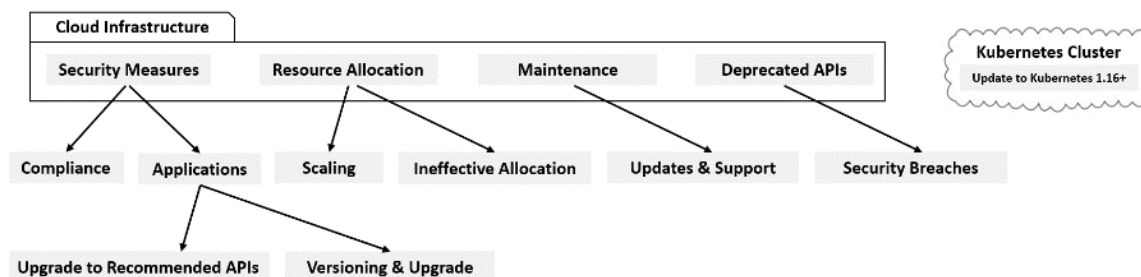 Cloud Infrastructure
Security Measures
Resource Allocation
Maintenance
Deprecated APIs
Kubernetes Cluster
Update to Kubernetes 1.16+
Compliance
Applications
Scaling
Ineffective Allocation
Updates & Support
Security Breaches
Upgrade to Recommended APIs
Versioning & Upgrade